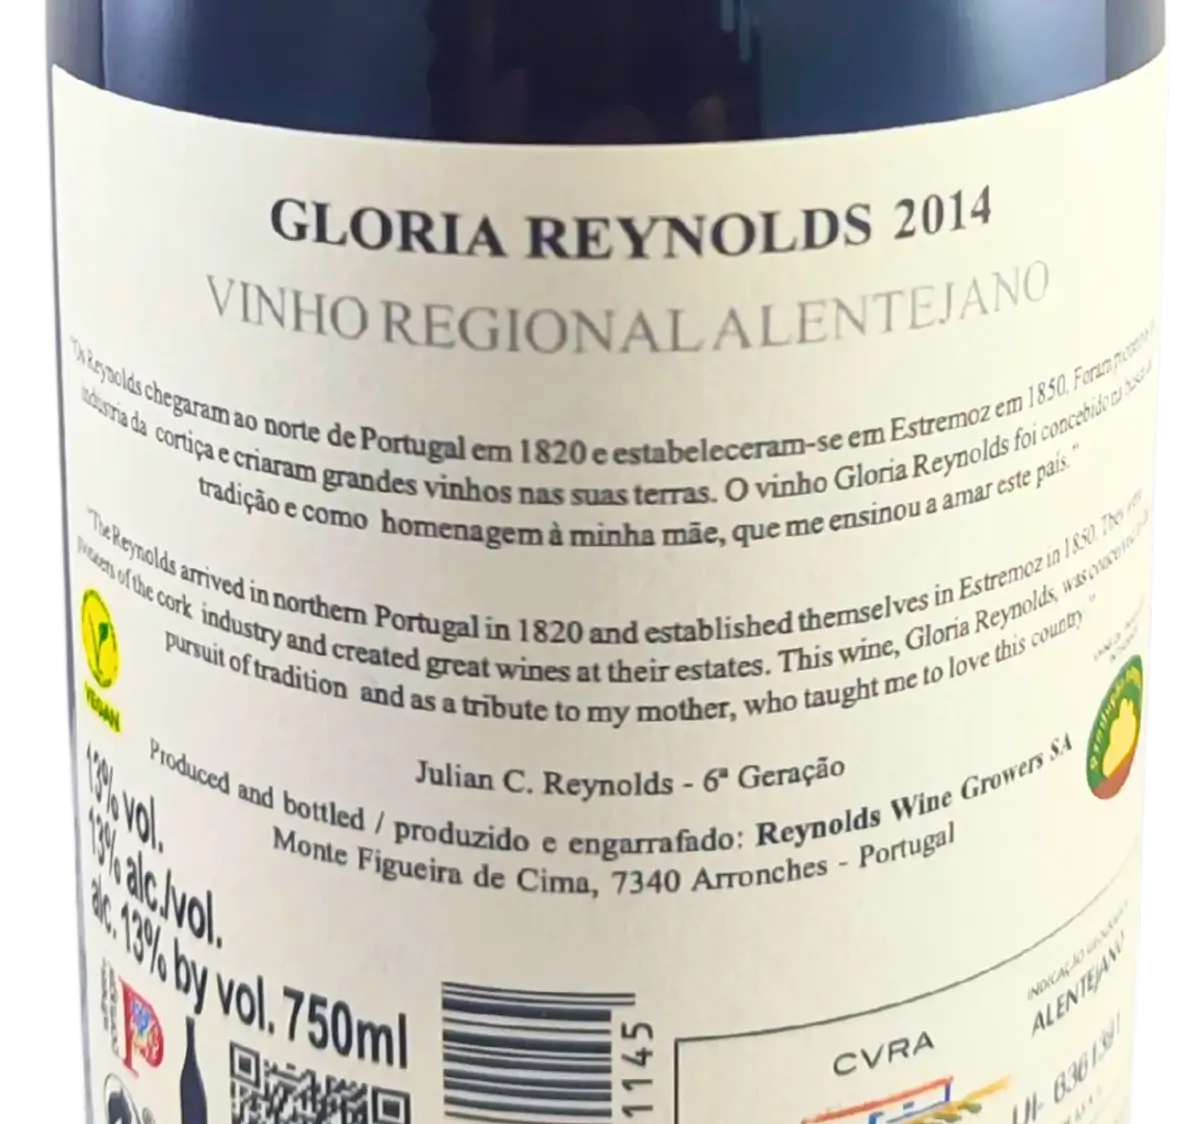 GLORIA REYNOLDS 2014
VINHO REGIONAL ALENTEJANO
"Os Reynolds chegaram ao norte de Portugal em 1820 e estabeleceram-se em Estremoz em 1850. Foram
indústria da cortiça e criaram grandes vinhos nas suas terras. O vinho Gloria Reynolds foi concebido na busca da
tradição e como homenagem à minha mãe, que me ensinou a amar este país."
"The Reynolds arrived in northern Portugal in 1820 and established themselves in Estremoz in 1850. They were
pioneers of the cork industry and created great wines at their estates. This wine, Gloria Reynolds, was conceived
pursuit of tradition and as a tribute to my mother, who taught me to love this country"
VEGAN
Julian C. Reynolds - 6ª Geração
Produced and bottled / produzido e engarrafado: Reynolds Wine Growers SA
Monte Figueira de Cima, 7340 Arronches - Portugal
13% vol.
13% alc./vol.
alc. 13% by vol. 750ml
1145
CVRA
INDICAÇÃO
ALENTEJANO